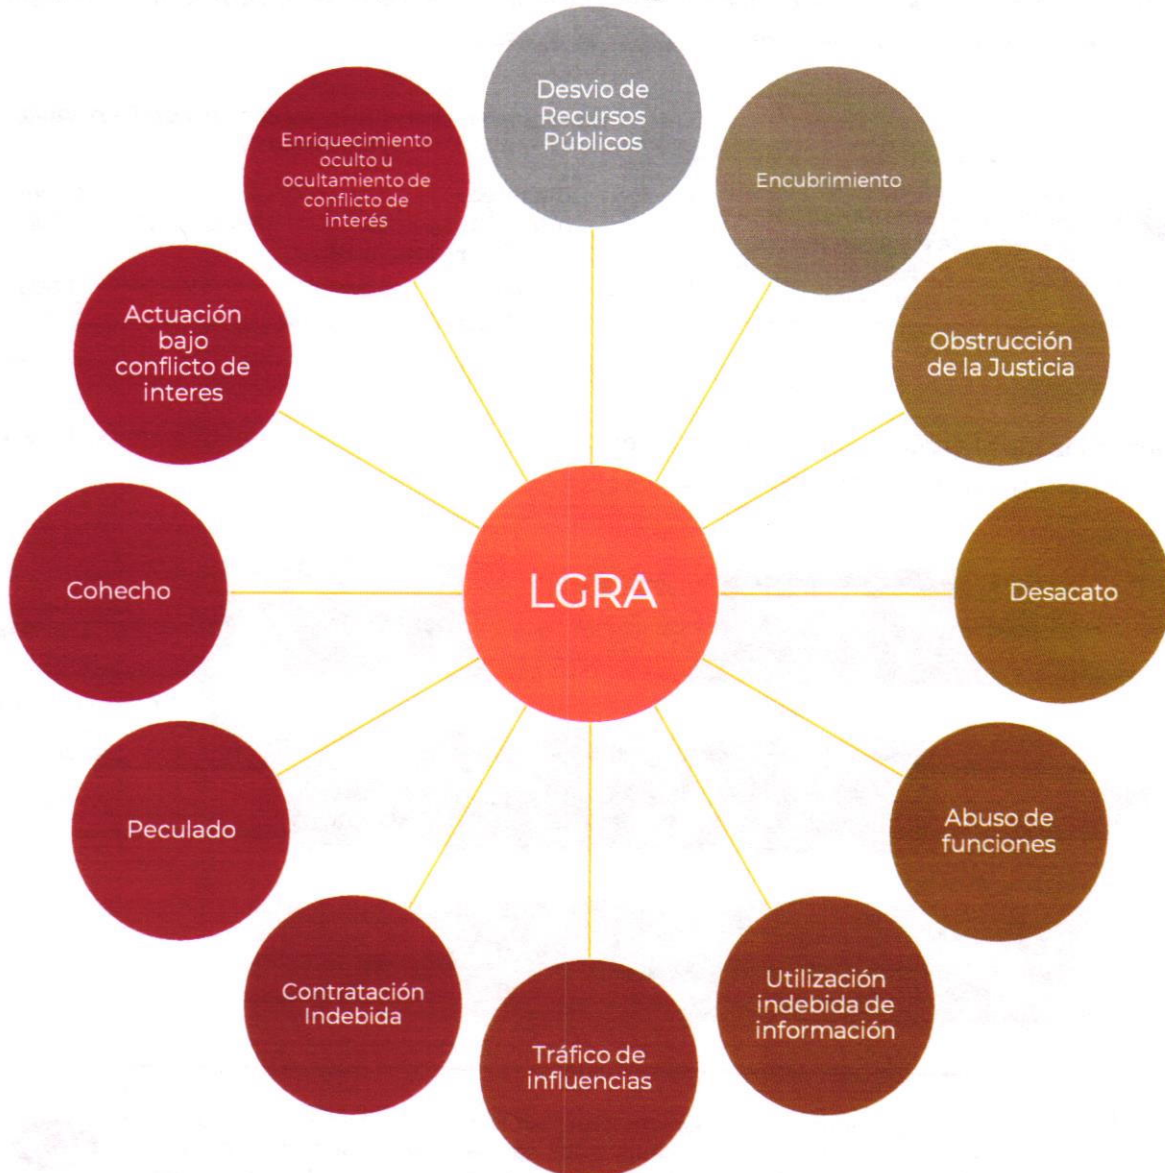 Desvio de
Recursos
Públicos
Encubrimiento
Obstrucción
de la Justicia
Desacato
Abuso de
funciones
Utilización
indebida de
información
Tráfico de
influencias
Contratación
Indebida
Peculado
Cohecho
Actuación
bajo
conflicto de
interes
Enriquecimiento
oculto u
ocultamiento de
conflicto de
interés
LGRA